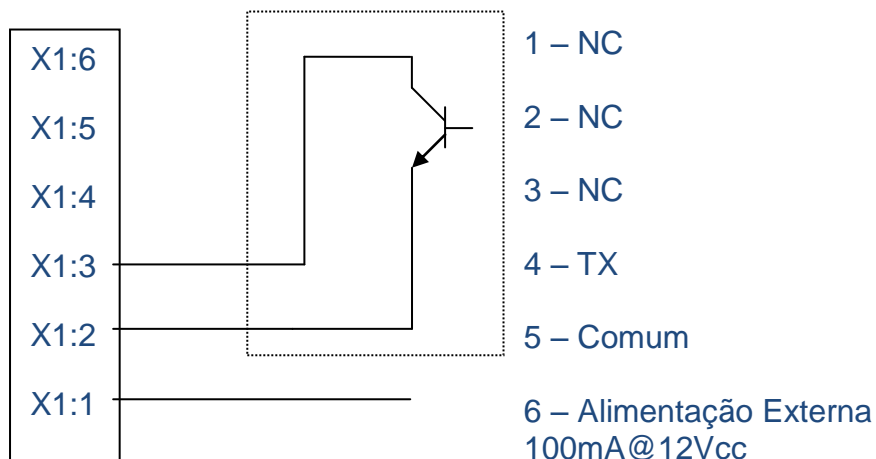 X1:6
X1:5
X1:4
X1:3
X1:2
X1:1
1 – NC
2 – NC
3 – NC
4 – TX
5 – Comum
6 – Alimentação Externa
100mA@12Vcc